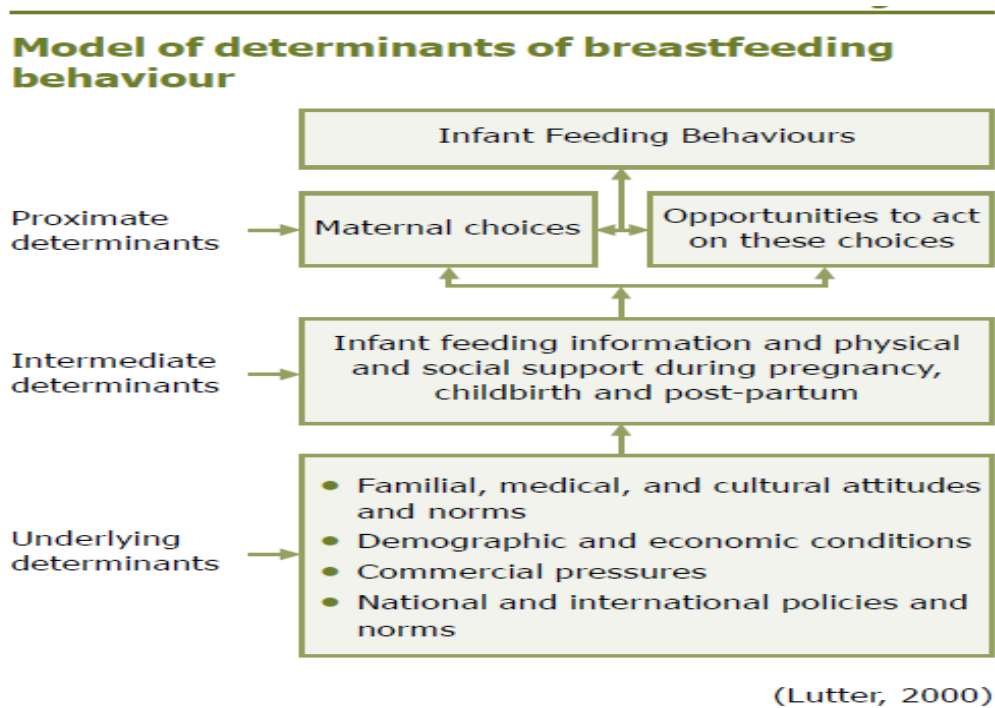 Model of determinants of breastfeeding
behaviour
Infant Feeding Behaviours
Proximate
determinants
Maternal choices
Opportunities to act
on these choices
Intermediate
determinants
Infant feeding information and physical
and social support during pregnancy,
childbirth and post-partum
Underlying
determinants
• Familial, medical, and cultural attitudes
and norms
• Demographic and economic conditions
• Commercial pressures
• National and international policies and
norms
(Lutter, 2000)